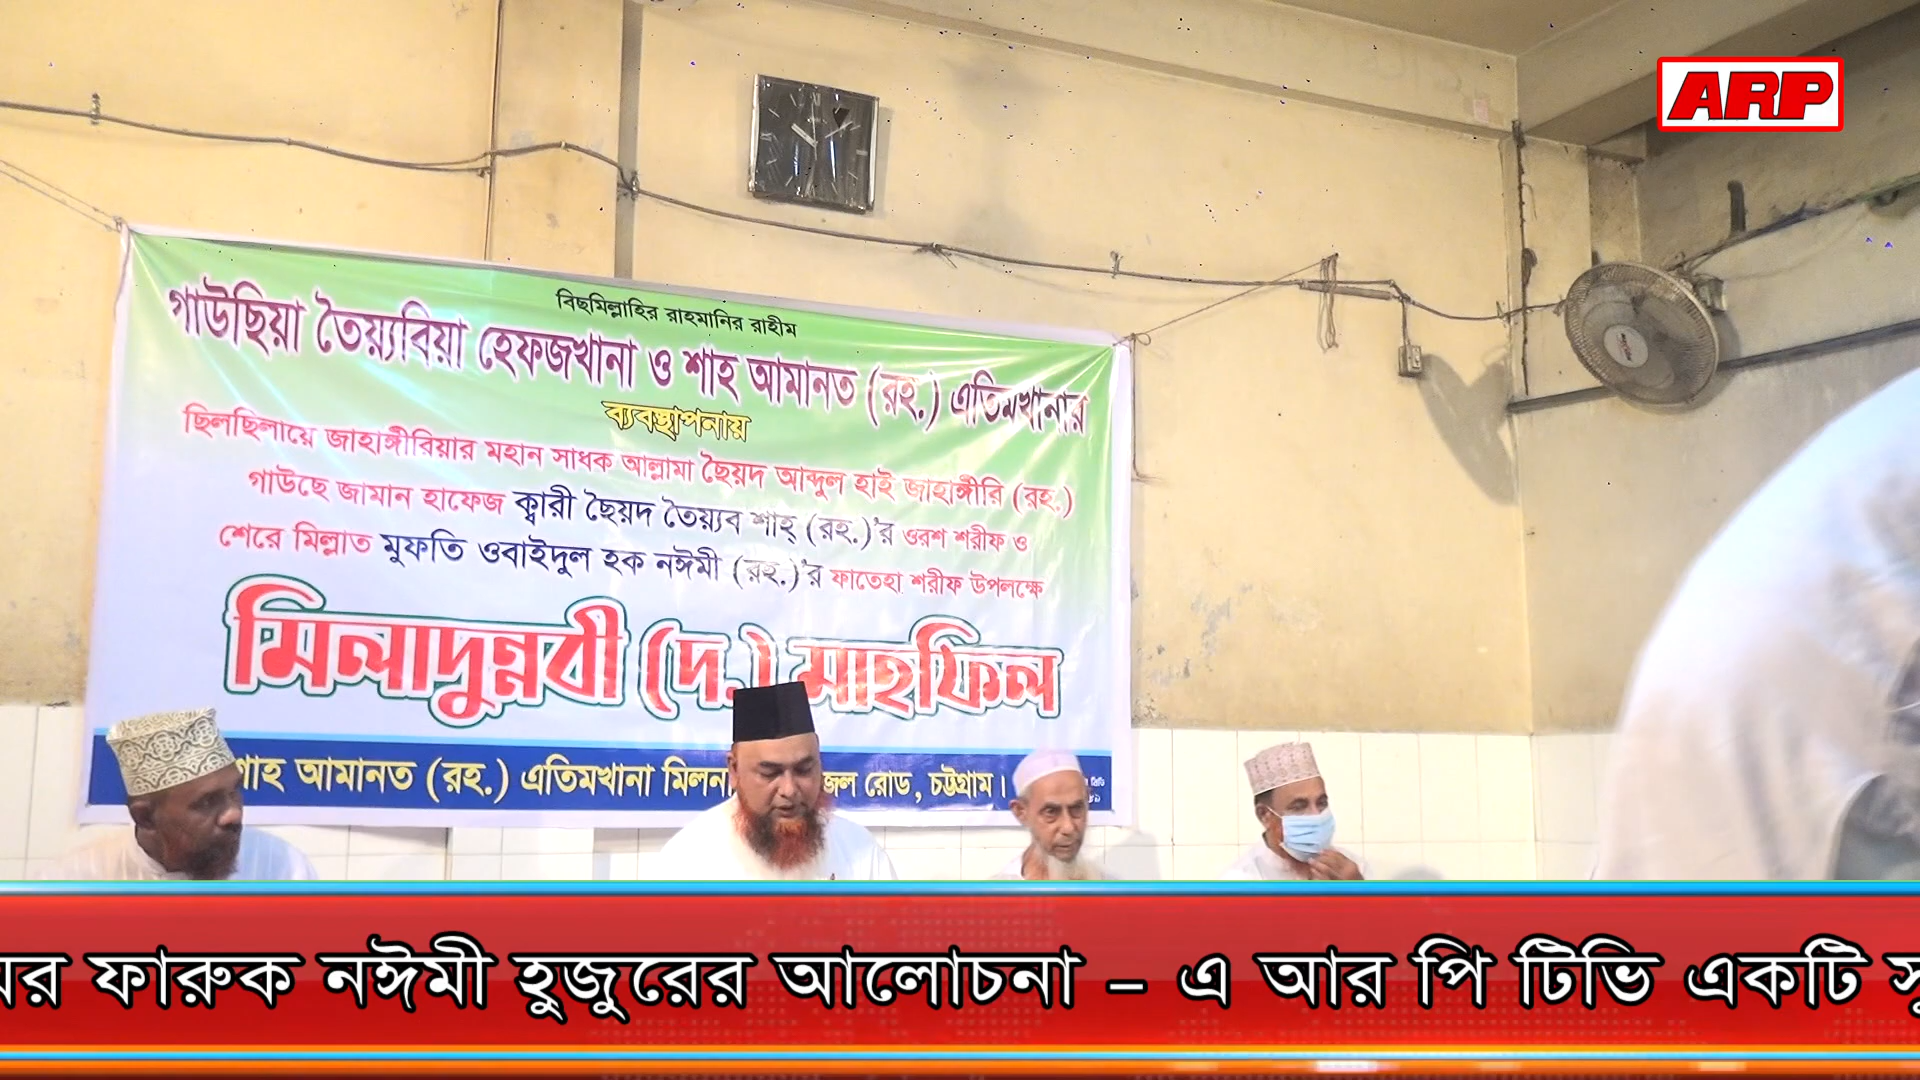 ARP
বিছমিল্লাহির রাহমানির রাহীম
গাউছিয়া তৈয়্যবিয়া হেফজখানা ও শাহ আমানত (রহ.) এতিমখানার
ব্যবস্থাপনায়
ছিলছিলায়ে জাহাঙ্গীরিয়ার মহান সাধক আল্লামা ছৈয়দ আব্দুল হাই জাহাঙ্গীরি (রহ.)
গাউছে জামান হাফেজ ক্বারী ছৈয়দ তৈয়্যব শাহ্ (রহ.)'র ওরশ শরীফ ও
শেরে মিল্লাত মুফতি ওবাইদুল হক নঈমী (রহ.)'র ফাতেহা শরীফ উপলক্ষে
মিলাদুন্নবী (দ.) মাহফিল
শাহ আমানত (রহ.) এতিমখানা রোড, চট্টগ্রাম।
ফারুক নঈমী হুজুরের আলোচনা – এ আর পি টিভি একটি